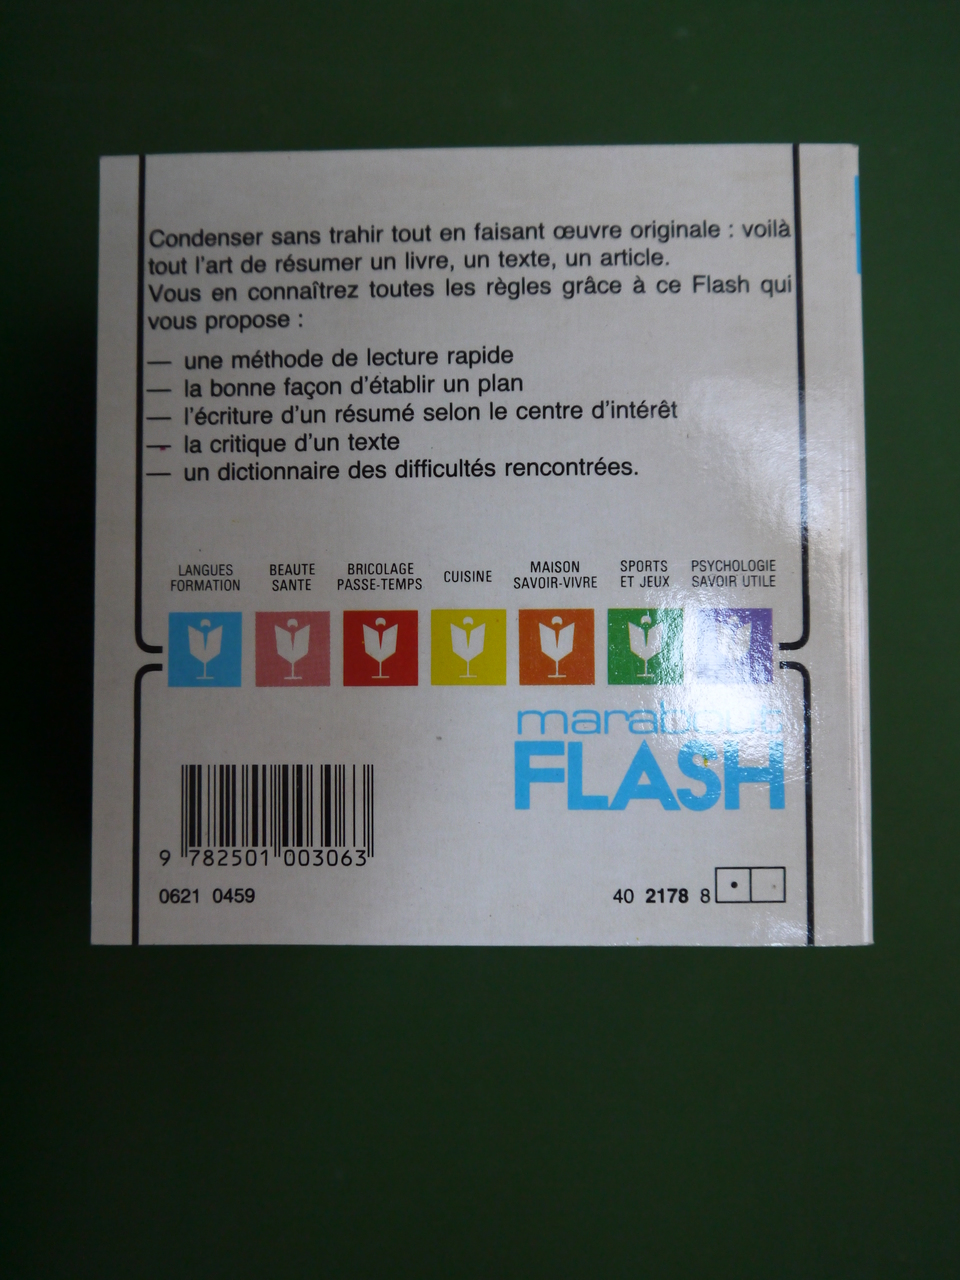 Condenser sans trahir tout en faisant œuvre originale : voilà
tout l'art de résumer un livre, un texte, un article.
Vous en connaîtrez toutes les règles grâce à ce Flash qui
vous propose :
— une méthode de lecture rapide
— la bonne façon d'établir un plan
— l'écriture d'un résumé selon le centre d'intérêt
— la critique d'un texte
— un dictionnaire des difficultés rencontrées.
LANGUES
FORMATION
BEAUTE
SANTE
BRICOLAGE
PASSE-TEMPS
CUISINE
MAISON
SAVOIR-VIVRE
SPORTS
ET JEUX
PSYCHOLOGIE
SAVOIR UTILE
marabout
FLASH
9 782501 003063
0621 0459
40 2178 8